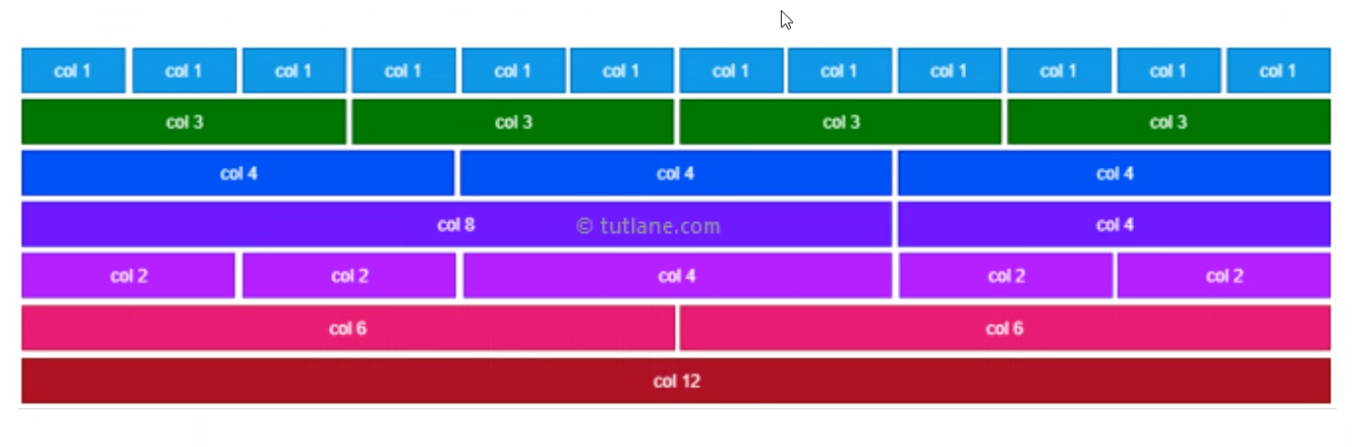 col 1 col 1 col 1 col 1 col 1 col 1 col 1 col 1 col 1 col 1 col 1 col 1
col 3 col 3 col 3 col 3
col 4 col 4 col 4
col 8 © tutlane.com col 4
col 2 col 2 col 4 col 2 col 2
col 6 col 6
col 12